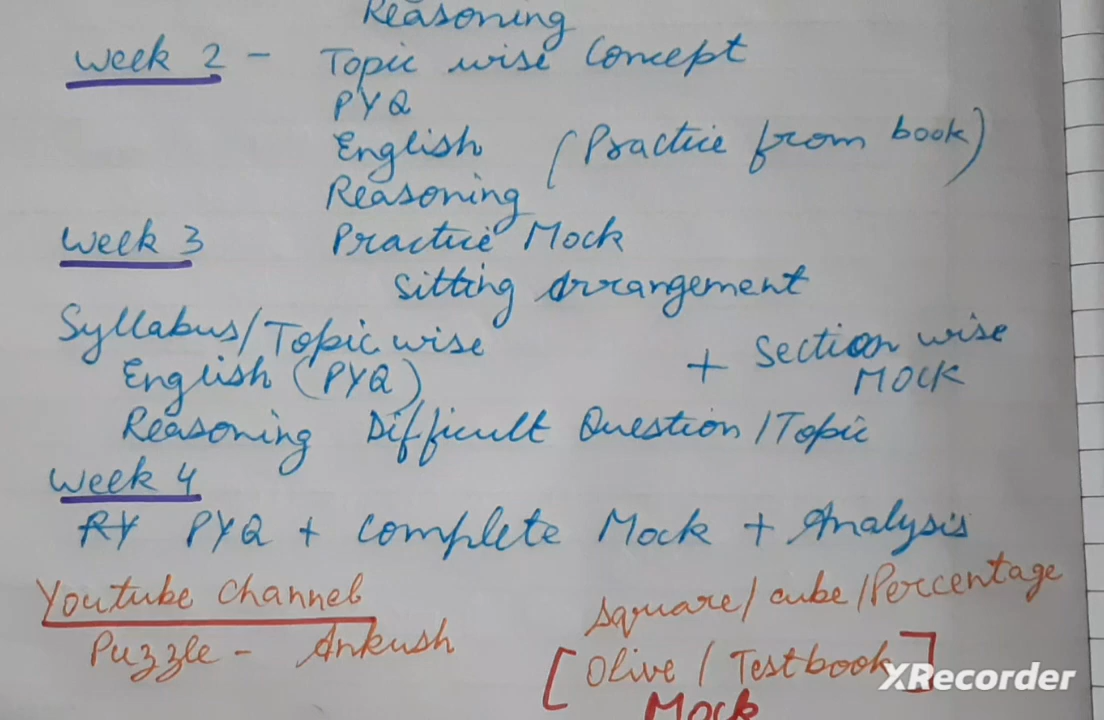 Reasoning
Week 2 - Topic wise Concept
PYQ
English (Practice from book)
Reasoning
Week 3 Practice Mock
Sitting Arrangement
Syllabus/Topic wise + Section wise
English (PYQ) MOCK
Reasoning Difficult Question/Topic
Week 4
RY PYQ + Complete Mock + Analysis
Youtube Channel Square/cube/Percentage
Puzzle - Ankush [Olive / Testbook]
Mock
XRecorder